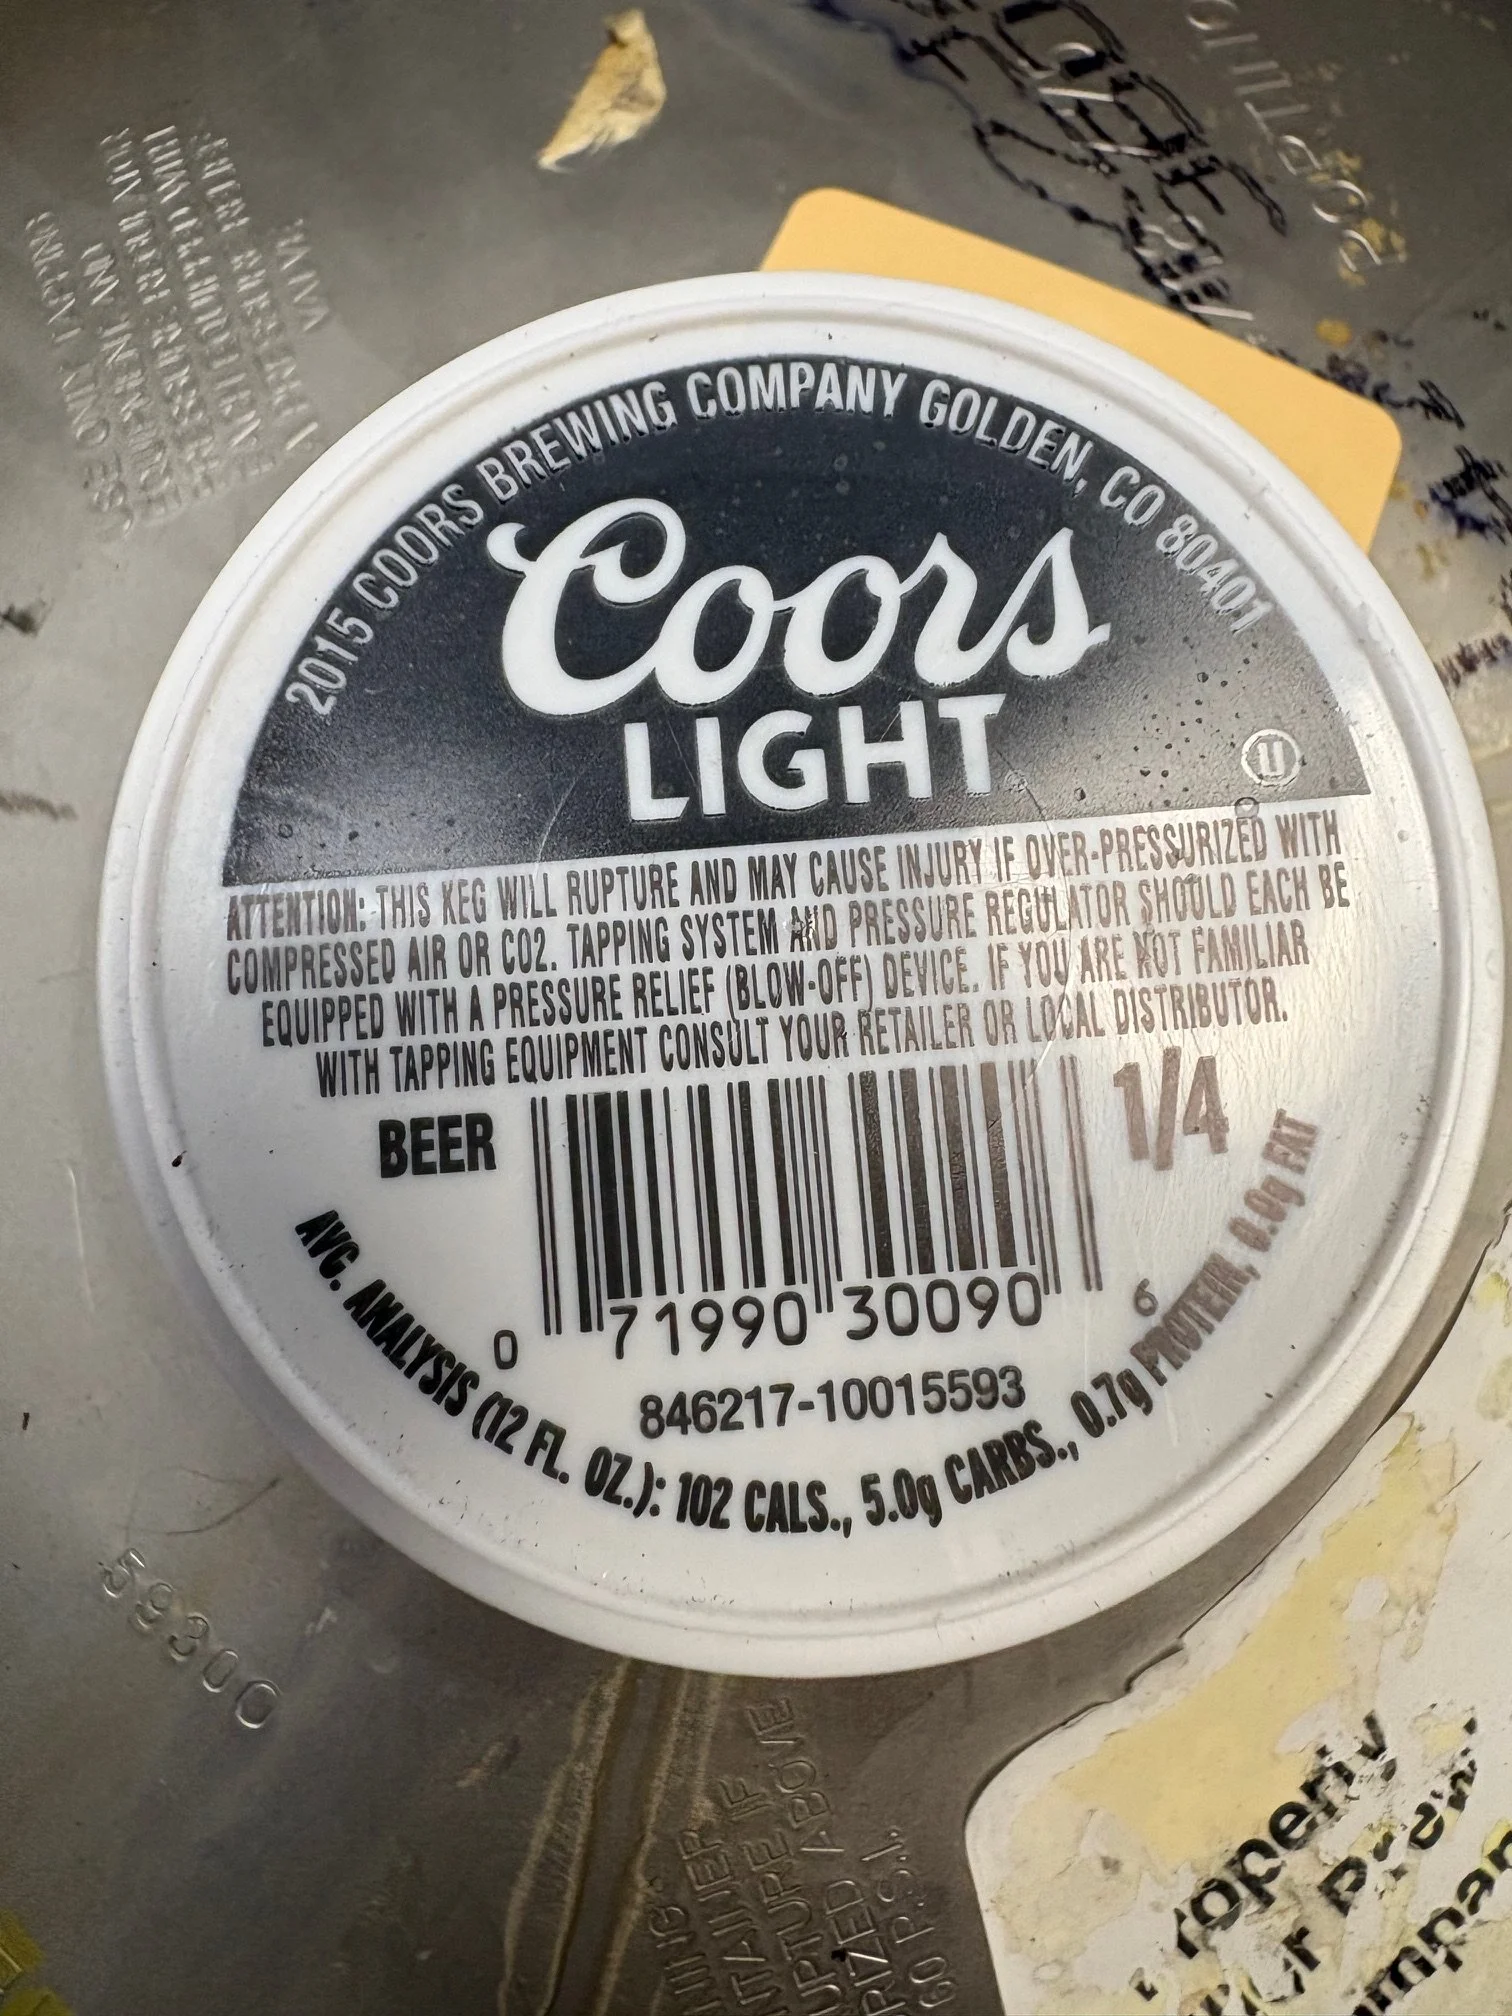 2015 COORS BREWING COMPANY GOLDEN, CO 80401
Coors
LIGHT
U
ATTENTION: THIS KEG WILL RUPTURE AND MAY CAUSE INJURY IF OVER-PRESSURIZED WITH
COMPRESSED AIR OR CO2. TAPPING SYSTEM AND PRESSURE REGULATOR SHOULD EACH BE
EQUIPPED WITH A PRESSURE RELIEF (BLOW-OFF) DEVICE. IF YOU ARE NOT FAMILIAR
WITH TAPPING EQUIPMENT CONSULT YOUR RETAILER OR LOCAL DISTRIBUTOR.
BEER
1/4
0 71990 30090 6
846217-10015593
AVG. ANALYSIS (12 FL. OZ.): 102 CALS., 5.0g CARBS., 0.7g PROTEIN, 0.0g FAT
59300
IF
ABOVE
60 P.S.I.